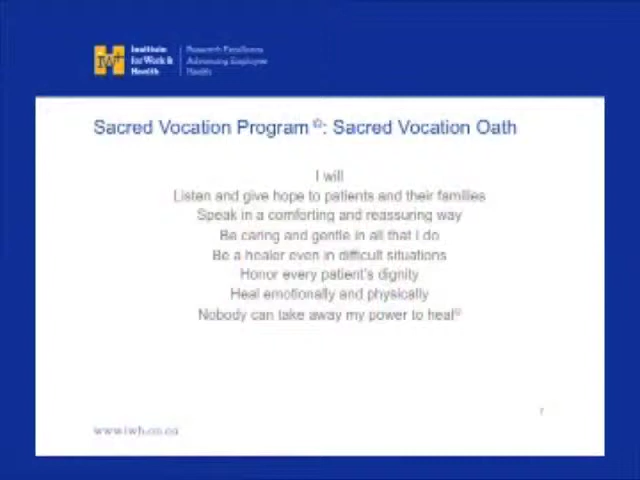 IW+
Institute
for Work &
Health
Research Excellence
Advancing Employee
Health
Sacred Vocation Program ☆: Sacred Vocation Oath
I will
Listen and give hope to patients and their families
Speak in a comforting and reassuring way
Be caring and gentle in all that I do
Be a healer even in difficult situations
Honor every patient's dignity
Heal emotionally and physically
Nobody can take away my power to heal
www.iwh.on.ca